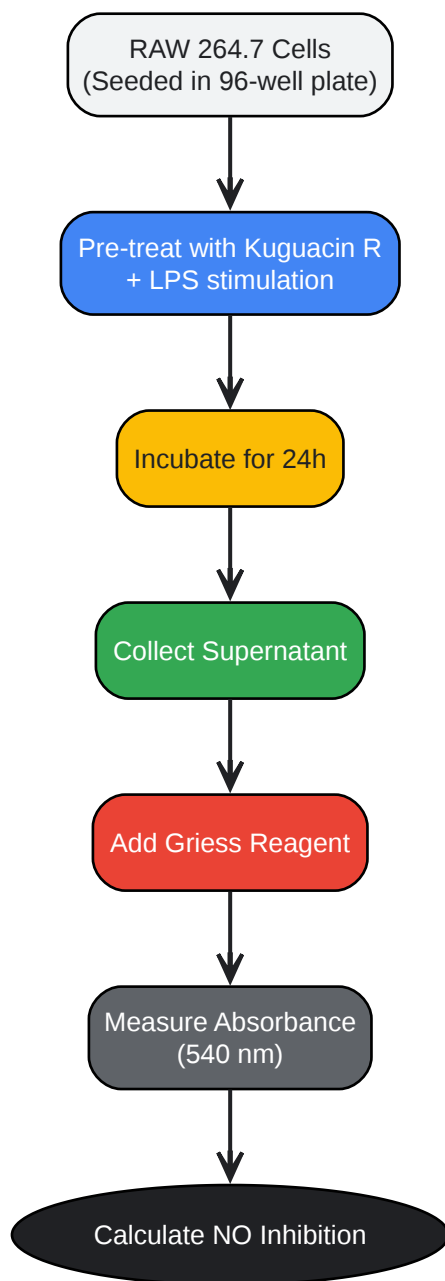 RAW 264.7 Cells
(Seeded in 96-well plate)
Pre-treat with Kuguacin R
+ LPS stimulation
Incubate for 24h
Collect Supernatant
Add Griess Reagent
Measure Absorbance
(540 nm)
Calculate NO Inhibition